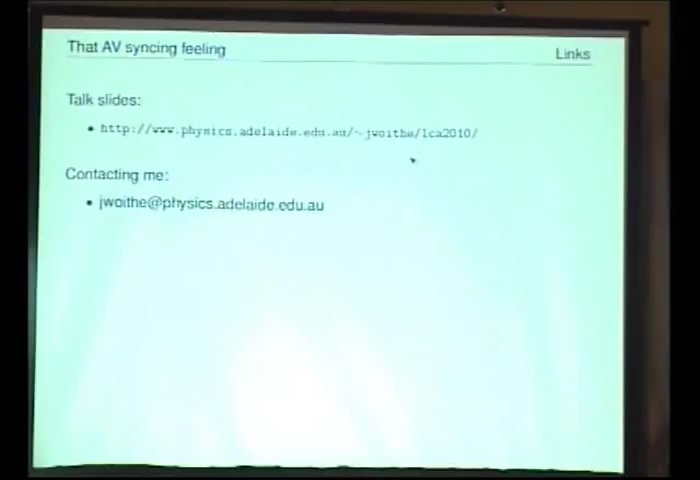 That AV syncing feeling
Links
Talk slides:
• http://www.physics.adelaide.edu.au/~jwoithe/lca2010/
Contacting me:
• jwoithe@physics.adelaide.edu.au